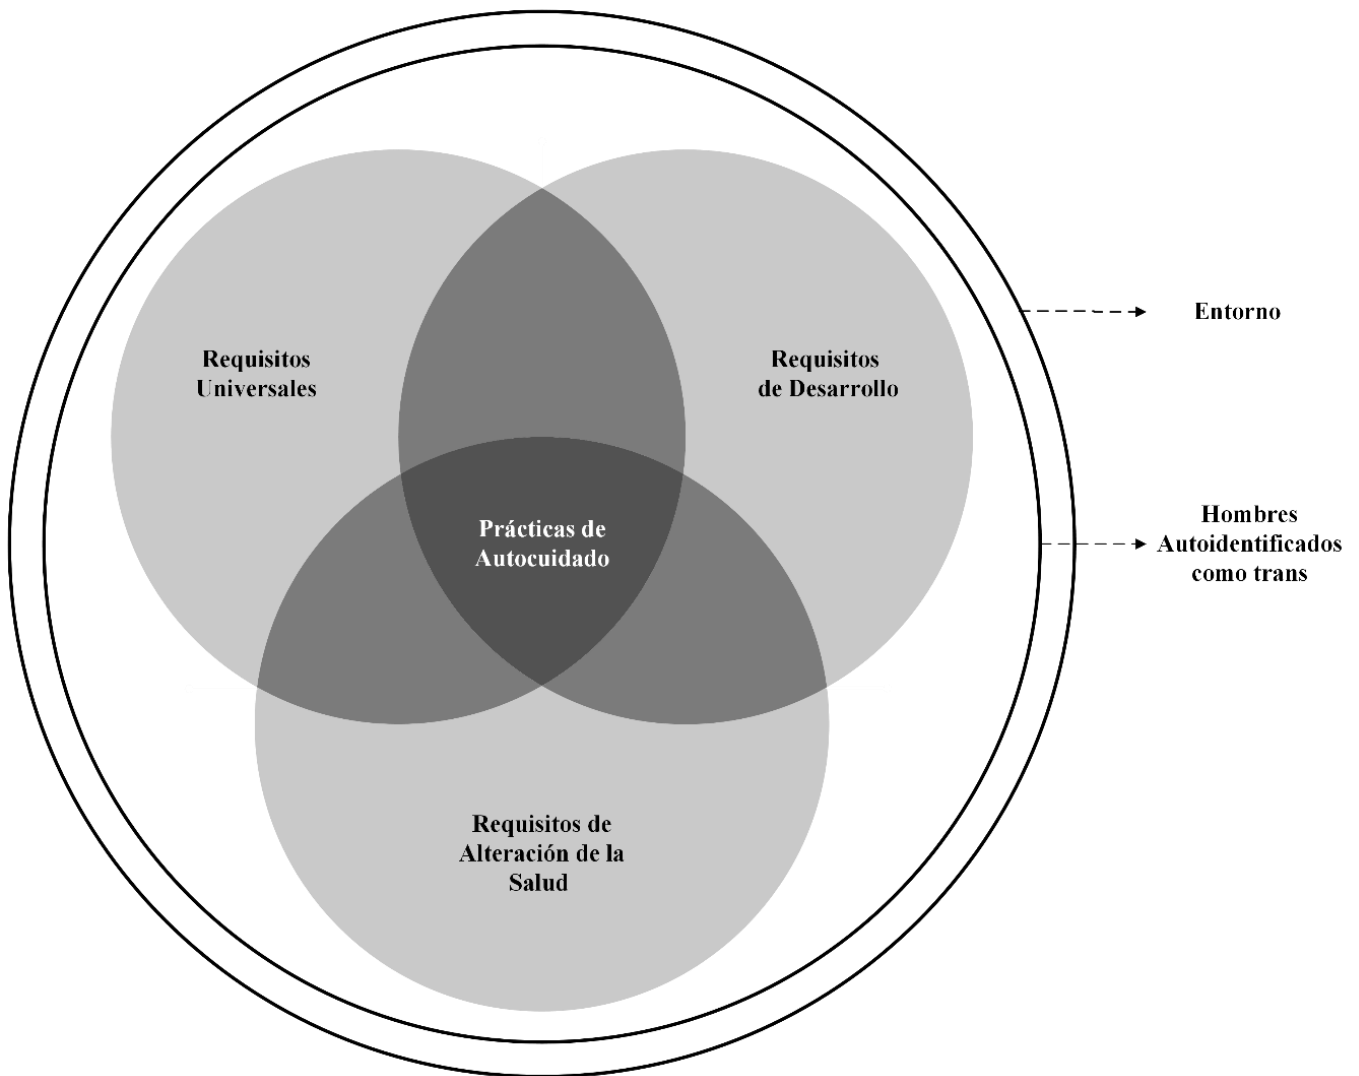 Requisitos
Universales
Requisitos
de Desarrollo
Entorno
Prácticas de
Autocuidado
Hombres
Autoidentificados
como trans
Requisitos de
Alteración de la
Salud